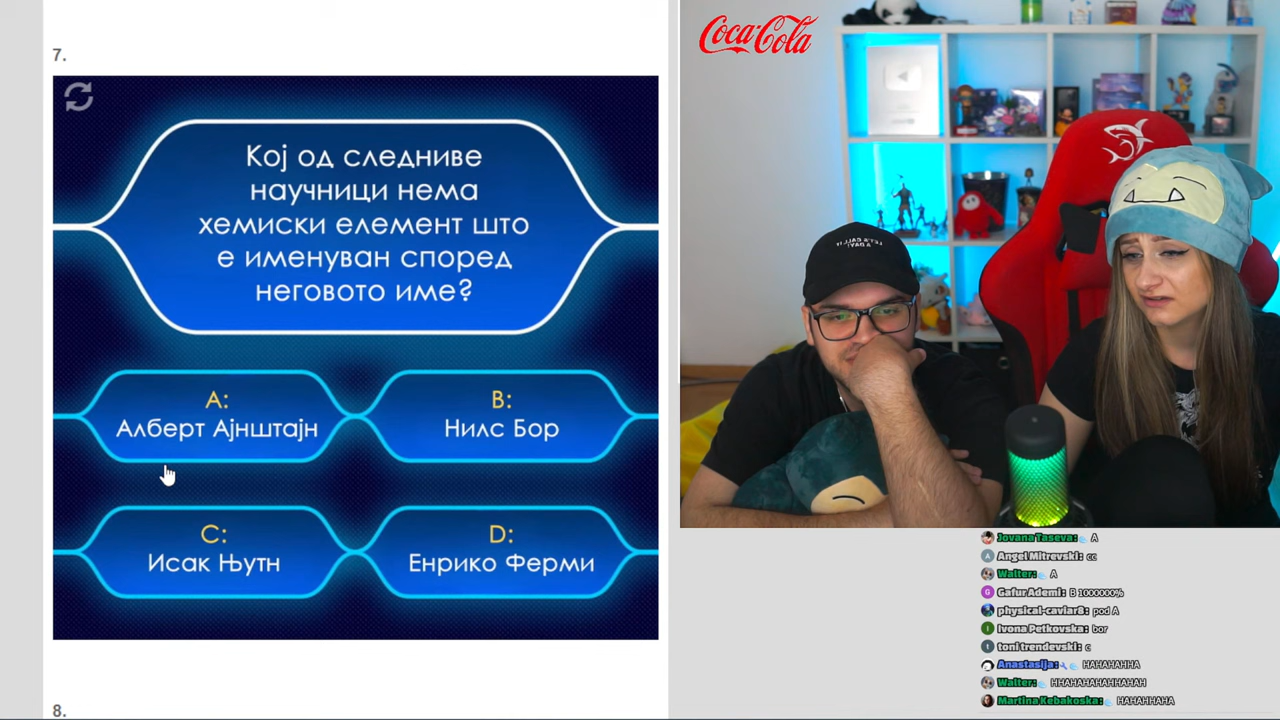 7.
Кој од следниве
научници нема
хемиски елемент што
е именуван според
неговото име?
A:
Алберт Ајнштајн
B:
Нилс Бор
C:
Исак Њутн
D:
Енрико Ферми
8.
Coca-Cola
Jovana Taseva: A
Angel Mitrevski: cc
Walter: A
Gafur Ademi: B 1000000%
physical-caviar8: pod A
Ivona Petkovska: bor
toni trendevski: c
Anastasija: HAHAHAHHA
Walter: HHAHAHAHAHHAHAH
Martina Kebakoska: HAHAHHAHA